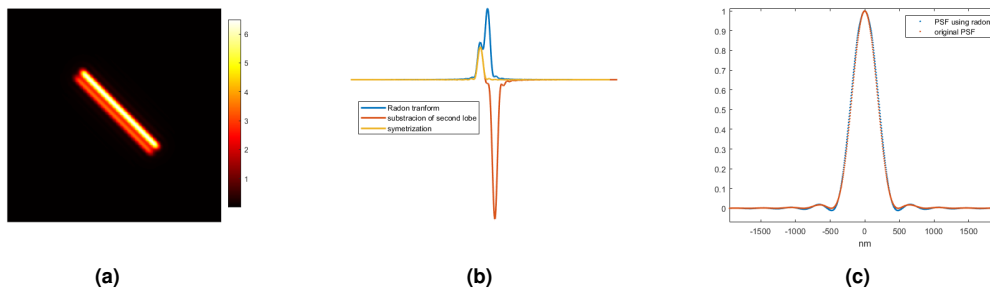 6
5
4
3
2
1
Radon tranform
substracion of second lobe
symetrization
PSF using radon
original PSF
1
0.9
0.8
0.7
0.6
0.5
0.4
0.3
0.2
0.1
0
-1500 -1000 -500 0 500 1000 1500
nm
(a) (b) (c)